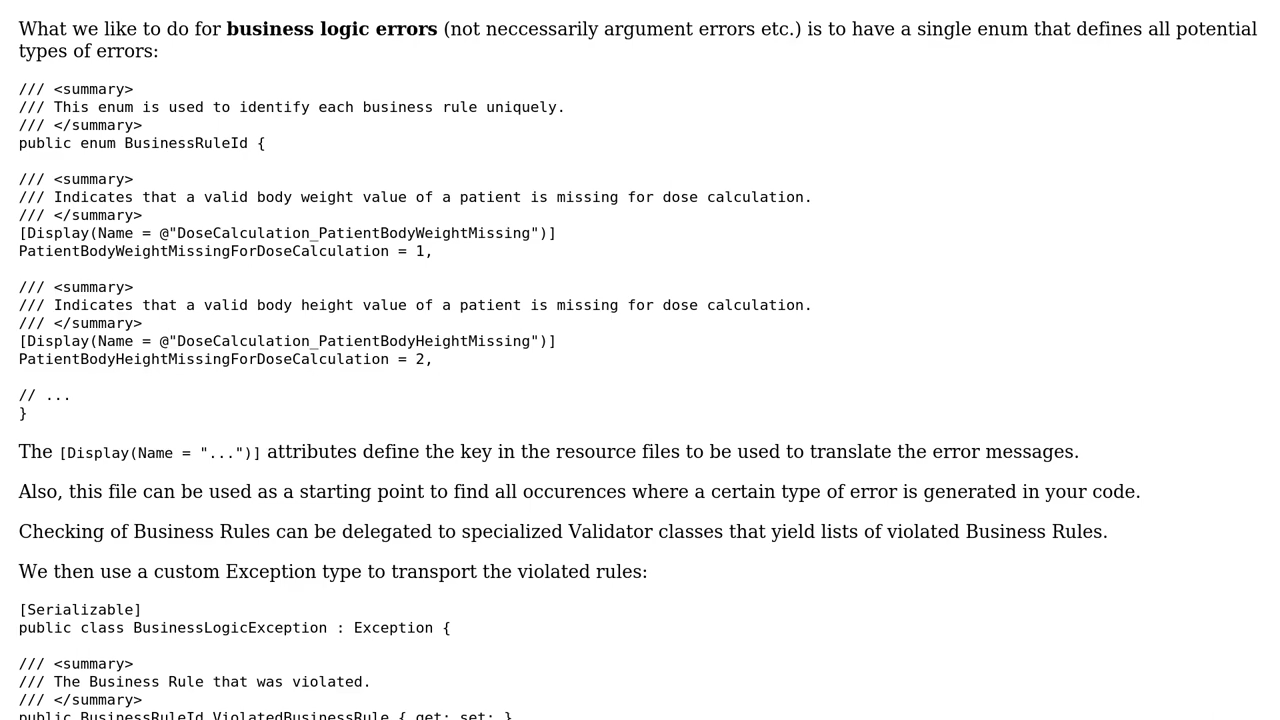 What we like to do for business logic errors (not neccessarily argument errors etc.) is to have a single enum that defines all potential
types of errors:
/// <summary>
/// This enum is used to identify each business rule uniquely.
/// </summary>
public enum BusinessRuleId {
/// <summary>
/// Indicates that a valid body weight value of a patient is missing for dose calculation.
/// </summary>
[Display(Name = @"DoseCalculation_PatientBodyWeightMissing")]
PatientBodyWeightMissingForDoseCalculation = 1,
/// <summary>
/// Indicates that a valid body height value of a patient is missing for dose calculation.
/// </summary>
[Display(Name = @"DoseCalculation_PatientBodyHeightMissing")]
PatientBodyHeightMissingForDoseCalculation = 2,
// ...
}
The [Display(Name = "...")] attributes define the key in the resource files to be used to translate the error messages.
Also, this file can be used as a starting point to find all occurences where a certain type of error is generated in your code.
Checking of Business Rules can be delegated to specialized Validator classes that yield lists of violated Business Rules.
We then use a custom Exception type to transport the violated rules:
[Serializable]
public class BusinessLogicException : Exception {
/// <summary>
/// The Business Rule that was violated.
/// </summary>
public BusinessRuleId ViolatedBusinessRule { get; set; }